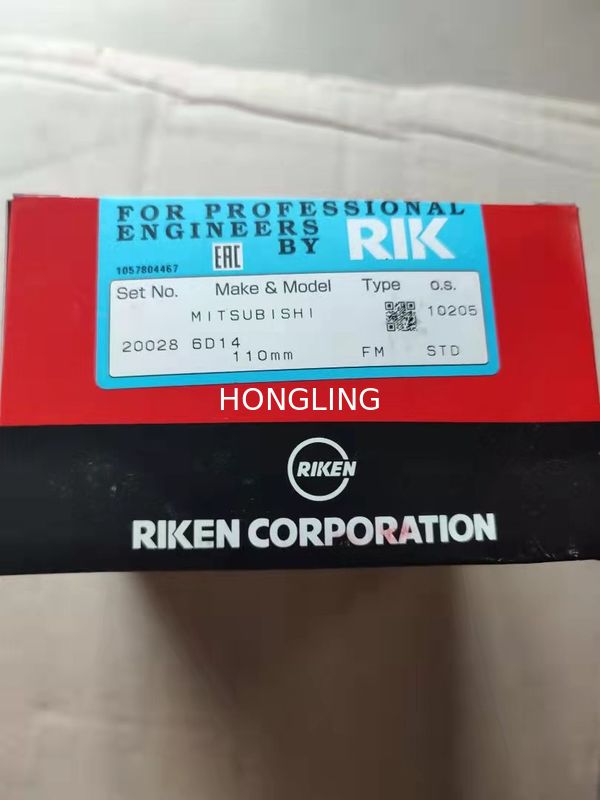 FOR PROFESSIONAL
ENGINEERS
BY RIK
EAC
1057804467
Set No. Make & Model Type o.s.
MITSUBISHI 10205
20028 6D14
110mm FM STD
HONGLING
RIKEN
RIKEN CORPORATION